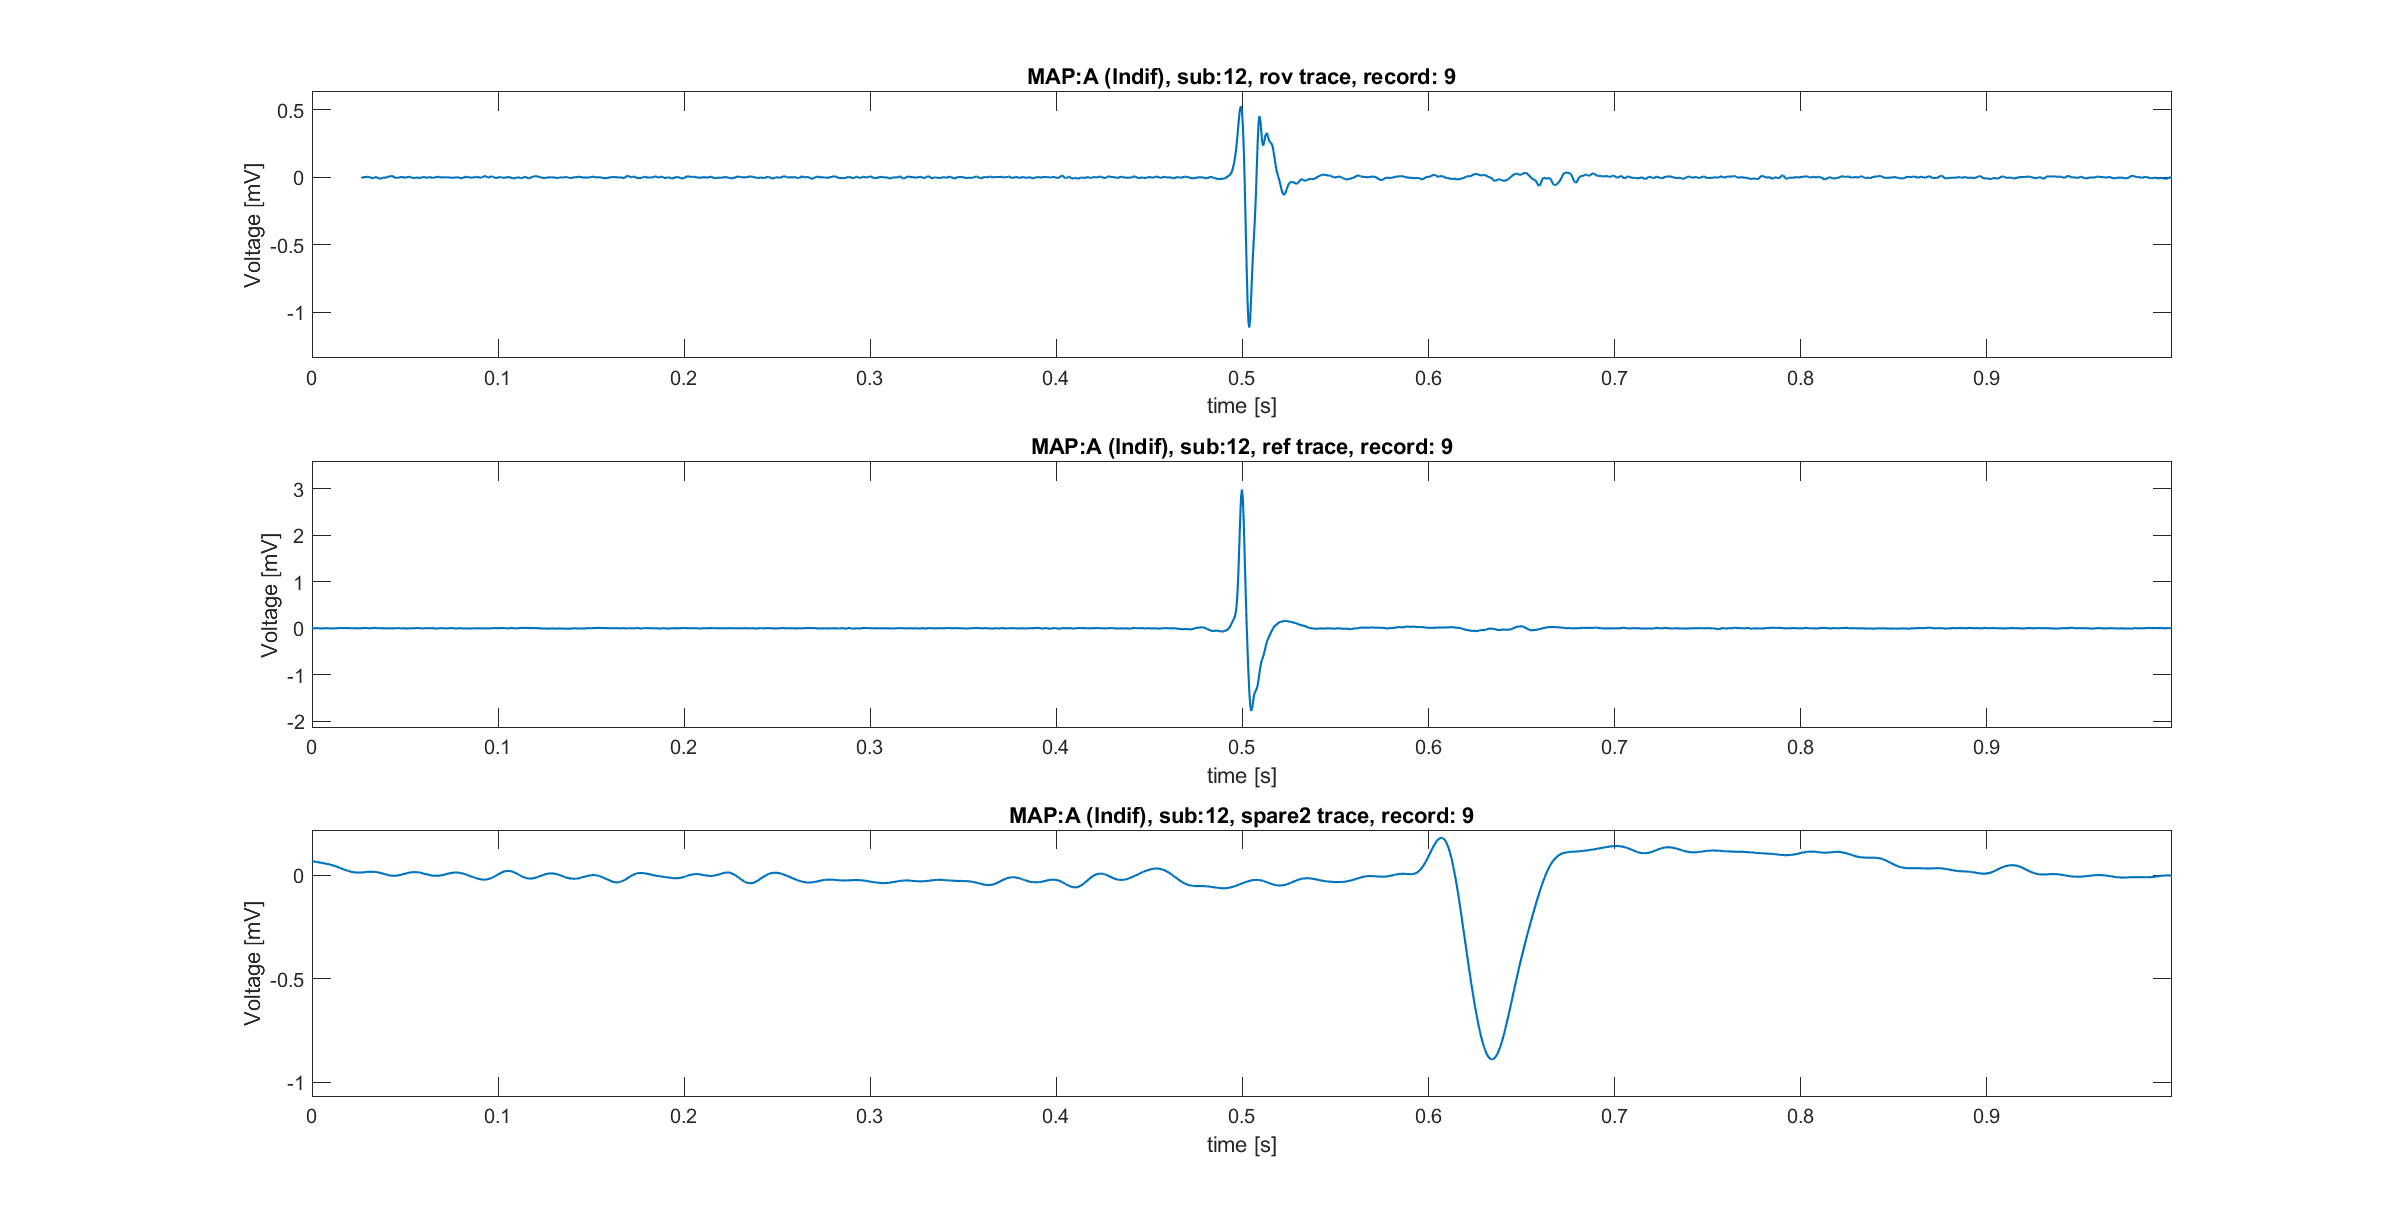 MAP:A (Indif), sub:12, rov trace, record: 9
0.5
0
-0.5
-1
Voltage [mV]
0 0.1 0.2 0.3 0.4 0.5 0.6 0.7 0.8 0.9
time [s]
MAP:A (Indif), sub:12, ref trace, record: 9
3
2
1
0
-1
-2
Voltage [mV]
0 0.1 0.2 0.3 0.4 0.5 0.6 0.7 0.8 0.9
time [s]
MAP:A (Indif), sub:12, spare2 trace, record: 9
0
-0.5
-1
Voltage [mV]
0 0.1 0.2 0.3 0.4 0.5 0.6 0.7 0.8 0.9
time [s]